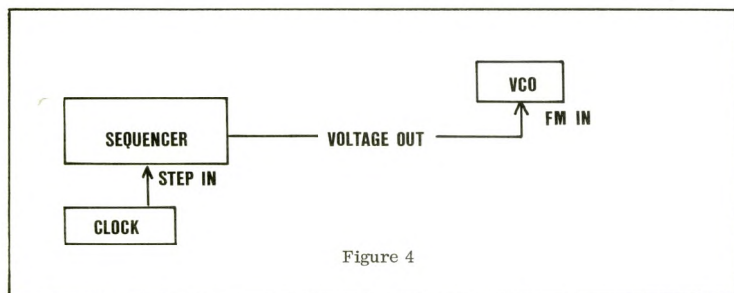 VCO
FM IN
SEQUENCER
VOLTAGE OUT
STEP IN
CLOCK
Figure 4